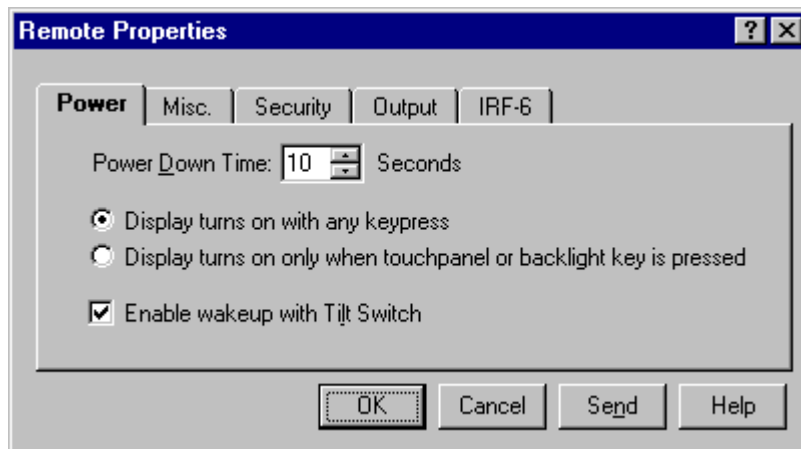 Remote Properties
Power Misc. Security Output IRF-6
Power Down Time: 10 Seconds
Display turns on with any keypress
Display turns on only when touchpanel or backlight key is pressed
Enable wakeup with Tilt Switch
OK Cancel Send Help